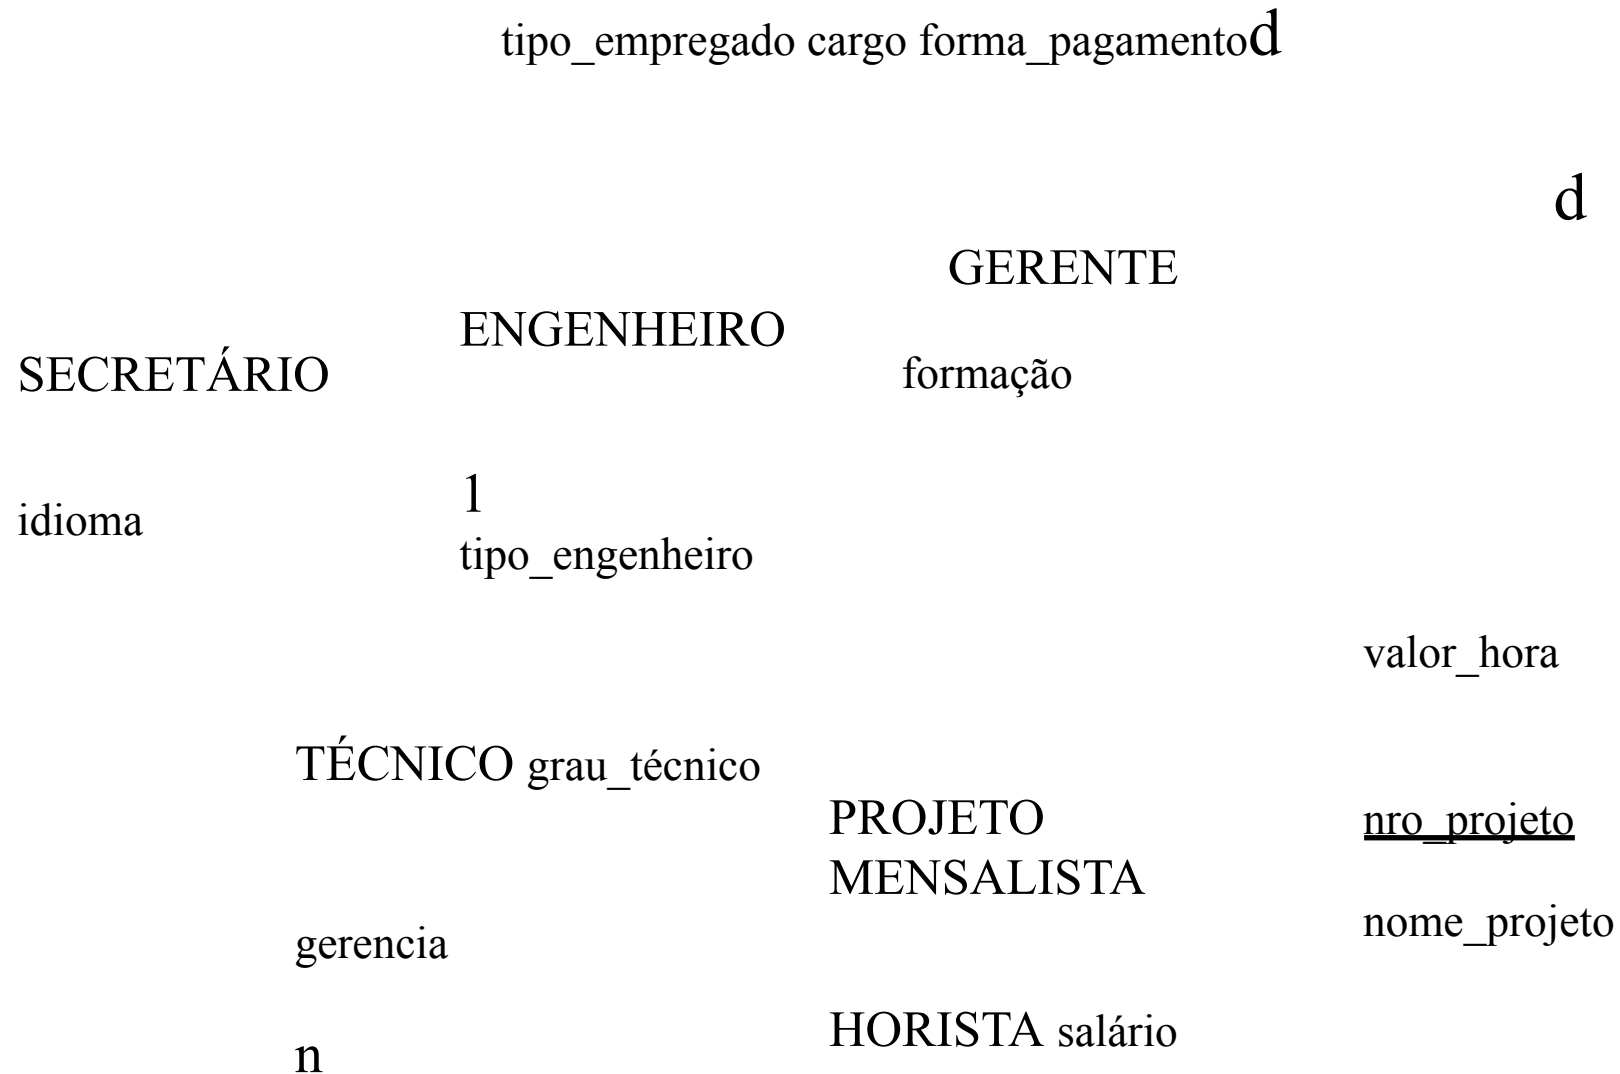 tipo_empregado cargo forma_pagamentod
d
GERENTE
ENGENHEIRO
SECRETÁRIO
formação
1
idioma
tipo_engenheiro
valor_hora
TÉCNICO grau_técnico
PROJETO
nro_projeto
MENSALISTA
nome_projeto
gerencia
HORISTA salário
n